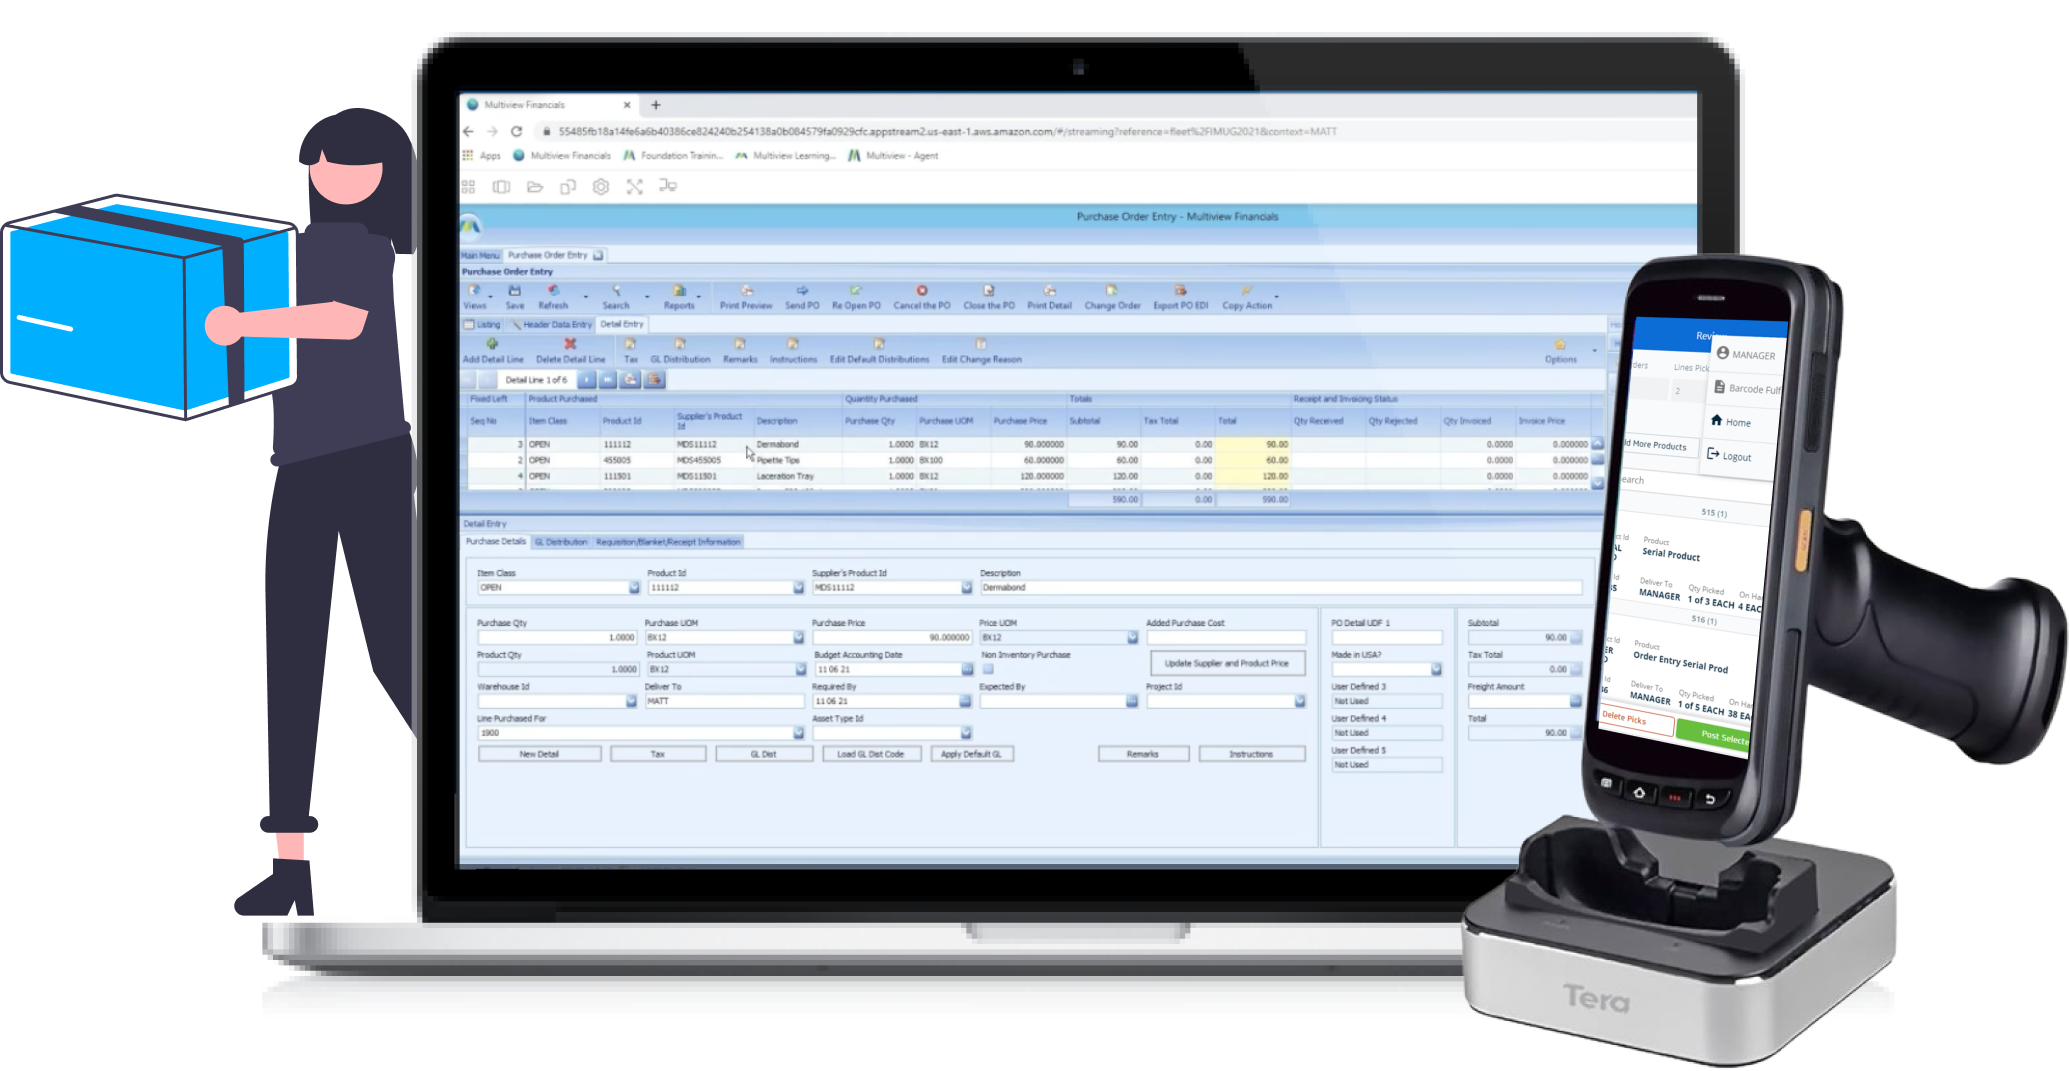 Multiview Financials
55485fb18a14fe6a6b40386ce824240b254138a0b084579fa0929cfc.appstream2.us-east-1.aws.amazon.com/#/streaming?reference=fleet%2FIMUG2021&context=MATT
Apps Multiview Financials Foundation Trainin... Multiview Learning... Multiview - Agent
Purchase Order Entry - Multiview Financials
Main Menu Purchase Order Entry
Purchase Order Entry
Views Save Refresh Search Reports Print Preview Send PO Re Open PO Cancel the PO Close the PO Print Detail Change Order Export PO EDI Copy Action
Listing Header Data Entry Detail Entry
Add Detail Line Delete Detail Line Tax GL Distribution Remarks Instructions Edit Default Distributions Edit Change Reason Options
Detail Line 1 of 6
Fixed Left Product Purchased Quantity Purchased Totals Receipt and Invoicing Status
Seq No Item Class Product Id Supplier's Product Id Description Purchase Qty Purchase UOM Purchase Price Subtotal Tax Total Total Qty Received Qty Rejected Qty Invoiced Invoice Price
3 OPEN 111112 MDS11112 Dermabond 1.0000 BX12 90.000000 90.00 0.00 90.00 0.0000 0.000000
2 OPEN 455005 MDS455005 Pipette Tips 1.0000 BX100 60.000000 60.00 0.00 60.00 0.0000 0.000000
4 OPEN 111501 MDS11501 Laceration Tray 1.0000 BX12 120.000000 120.00 0.00 120.00 0.0000 0.000000
590.00 0.00 590.00
Detail Entry
Purchase Details GL Distribution Requisition/Blanket/Receipt Information
Item Class Product Id Supplier's Product Id Description
OPEN 111112 MDS11112 Dermabond
Purchase Qty Purchase UOM Purchase Price Price UOM Added Purchase Cost PO Detail UDF 1 Subtotal
1.0000 BX12 90.000000 BX12 90.00
Product Qty Product UOM Budget Accounting Date Non Inventory Purchase Update Supplier and Product Price Made in USA? Tax Total
1.0000 BX12 11 06 21 0.00
Warehouse Id Deliver To Required By Expected By Project Id User Defined 3 Freight Amount
MATT 11 06 21 Not Used
Line Purchased For Asset Type Id User Defined 4 Total
1900 Not Used 90.00
New Detail Tax GL Dist Load GL Dist Code Apply Default GL Remarks Instructions User Defined 5
Not Used
MANAGER
Lines Pick
2
Barcode Fulf
Home
ld More Products
Logout
earch
515 (1)
Product
Serial Product
Deliver To Qty Picked On Ha
MANAGER 1 of 3 EACH 4 EAC
516 (1)
Product
Order Entry Serial Prod
Deliver To Qty Picked On Ha
MANAGER 1 of 5 EACH 38 EA
Delete Picks Post Selecte
Tera